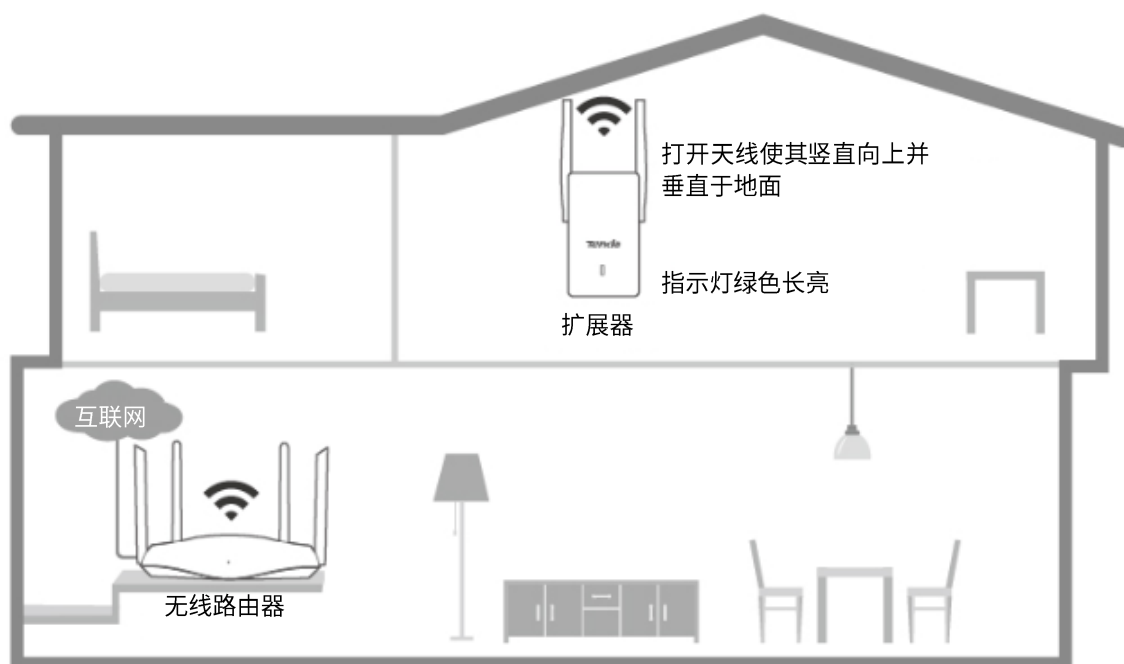 打开天线使其竖直向上并
垂直于地面
Tenda
指示灯绿色长亮
扩展器
互联网
无线路由器